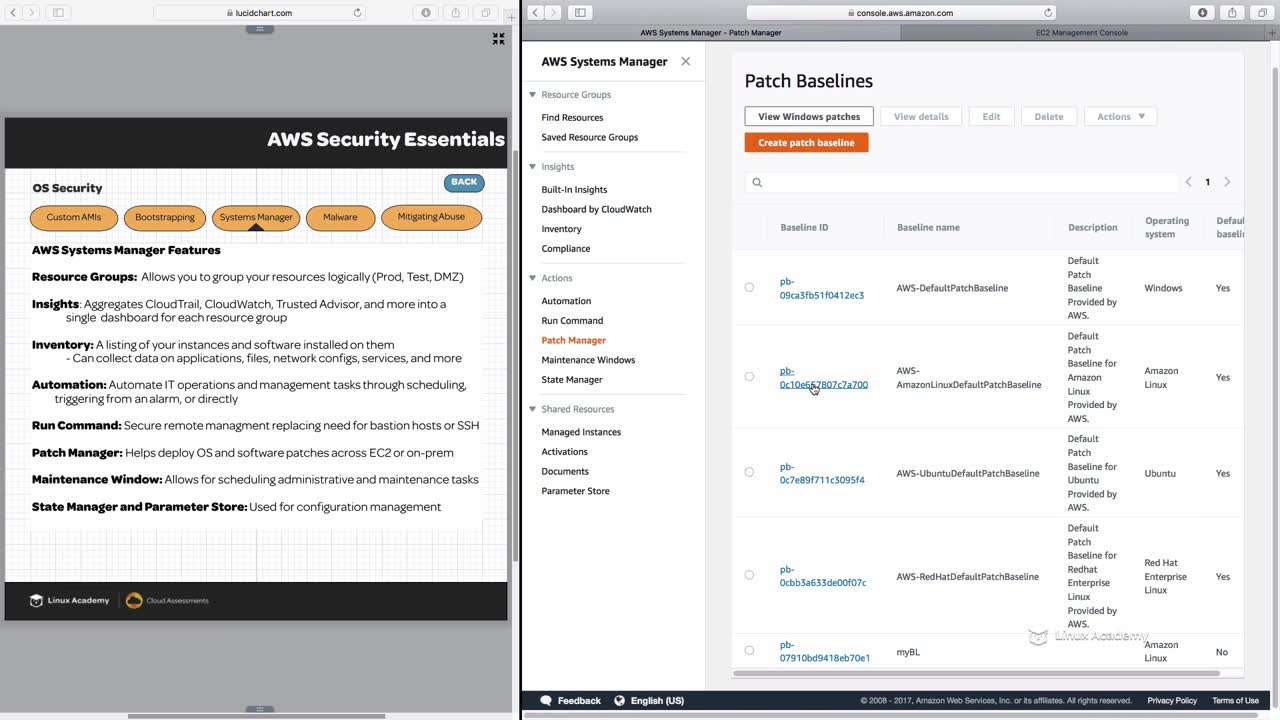 lucidchart.com
AWS Security Essentials
OS Security
BACK
Custom AMIs
Bootstrapping
Systems Manager
Malware
Mitigating Abuse
AWS Systems Manager Features
Resource Groups: Allows you to group your resources logically (Prod, Test, DMZ)
Insights: Aggregates CloudTrail, CloudWatch, Trusted Advisor, and more into a
single dashboard for each resource group
Inventory: A listing of your instances and software installed on them
- Can collect data on applications, files, network configs, services, and more
Automation: Automate IT operations and management tasks through scheduling,
triggering from an alarm, or directly
Run Command: Secure remote managment replacing need for bastion hosts or SSH
Patch Manager: Helps deploy OS and software patches across EC2 or on-prem
Maintenance Window: Allows for scheduling administrative and maintenance tasks
State Manager and Parameter Store: Used for configuration management
Linux Academy
Cloud Assessments
console.aws.amazon.com
AWS Systems Manager - Patch Manager
EC2 Management Console
AWS Systems Manager
Resource Groups
Find Resources
Saved Resource Groups
Insights
Built-In Insights
Dashboard by CloudWatch
Inventory
Compliance
Actions
Automation
Run Command
Patch Manager
Maintenance Windows
State Manager
Shared Resources
Managed Instances
Activations
Documents
Parameter Store
Patch Baselines
View Windows patches
View details
Edit
Delete
Actions
Create patch baseline
1
Baseline ID
Baseline name
Description
Operating
system
Defau
baselin
pb-
09ca3fb51f0412ec3
AWS-DefaultPatchBaseline
Default
Patch
Baseline
Provided by
AWS.
Windows
Yes
pb-
0c10e657807c7a700
AWS-
AmazonLinuxDefaultPatchBaseline
Default
Patch
Baseline for
Amazon
Linux
Provided by
AWS.
Amazon
Linux
Yes
pb-
0c7e89f711c3095f4
AWS-UbuntuDefaultPatchBaseline
Default
Patch
Baseline for
Ubuntu
Provided by
AWS.
Ubuntu
Yes
pb-
0cbb3a633de00f07c
AWS-RedHatDefaultPatchBaseline
Default
Patch
Baseline for
Redhat
Enterprise
Linux
Provided by
AWS.
Red Hat
Enterprise
Linux
Yes
pb-
07910bd9418eb70e1
myBL
Amazon
Linux
No
Linux Academy
Feedback
English (US)
© 2008 - 2017, Amazon Web Services, Inc. or its affiliates. All rights reserved.
Privacy Policy
Terms of Use